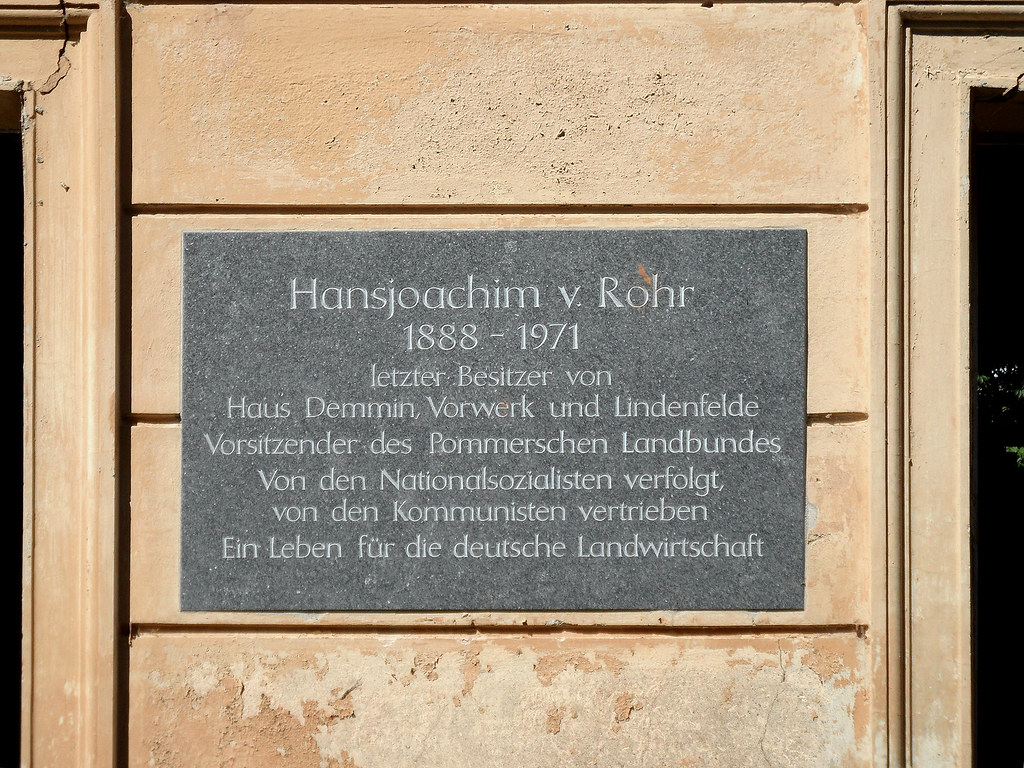 Hansjoachim v. Rohr
1888 - 1971
letzter Besitzer von
Haus Demmin, Vorwerk und Lindenfelde
Vorsitzender des Pommerschen Landbundes
Von den Nationalsozialisten verfolgt,
von den Kommunisten vertrieben
Ein Leben für die deutsche Landwirtschaft